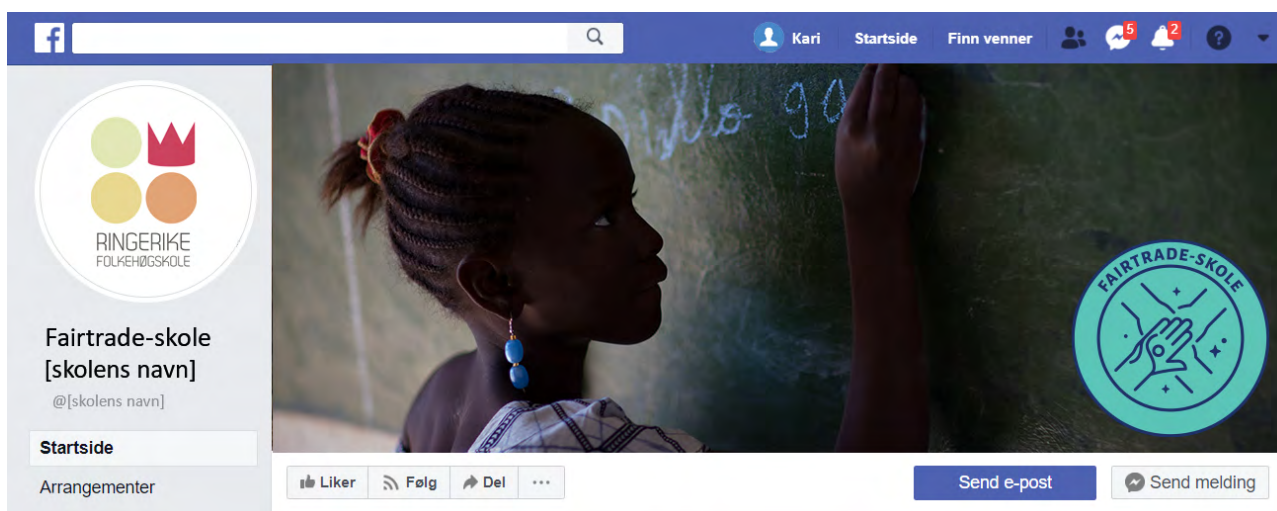 f
Kari
Startside
Finn venner
5
2
?
RINGERIKE
FOLKEHØGSKOLE
Fairtrade-skole
[skolens navn]
@[skolens navn]
Startside
Arrangementer
FAIRTRADE-SKOLE
Liker
Følg
Del
...
Send e-post
Send melding